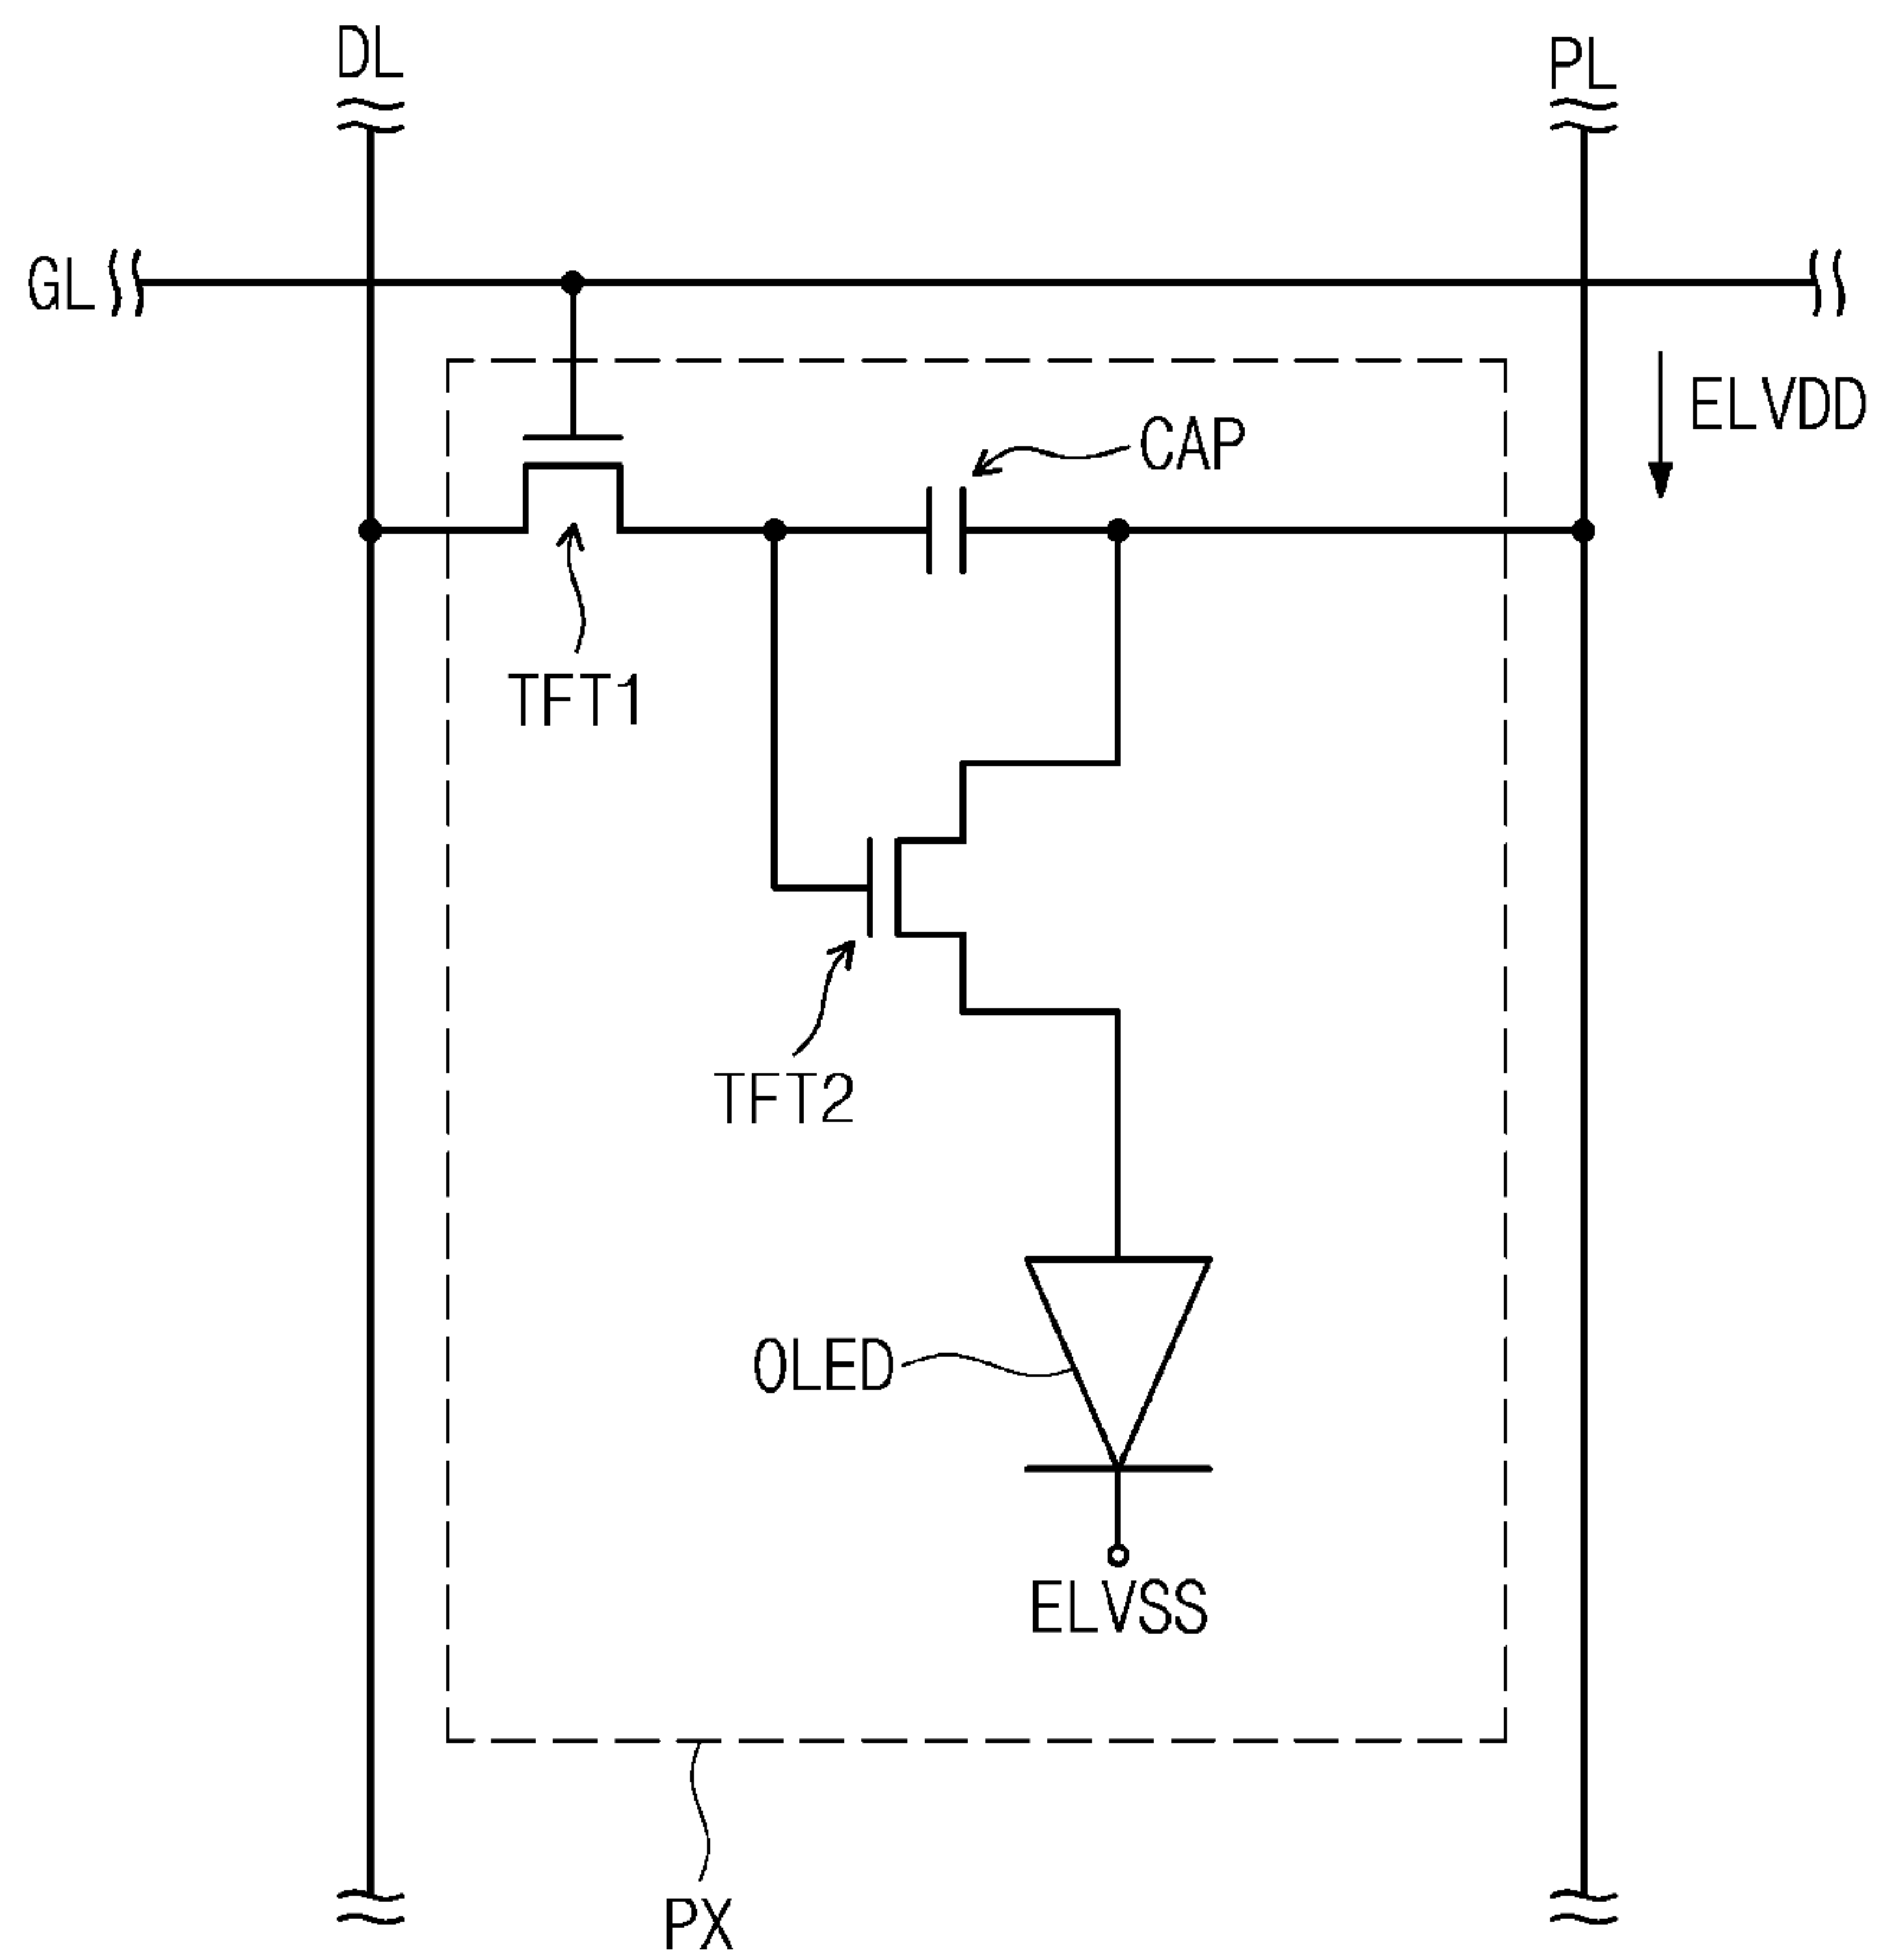 DL
PL
GL
ELVDD
CAP
TFT1
TFT2
OLED
ELVSS
PX